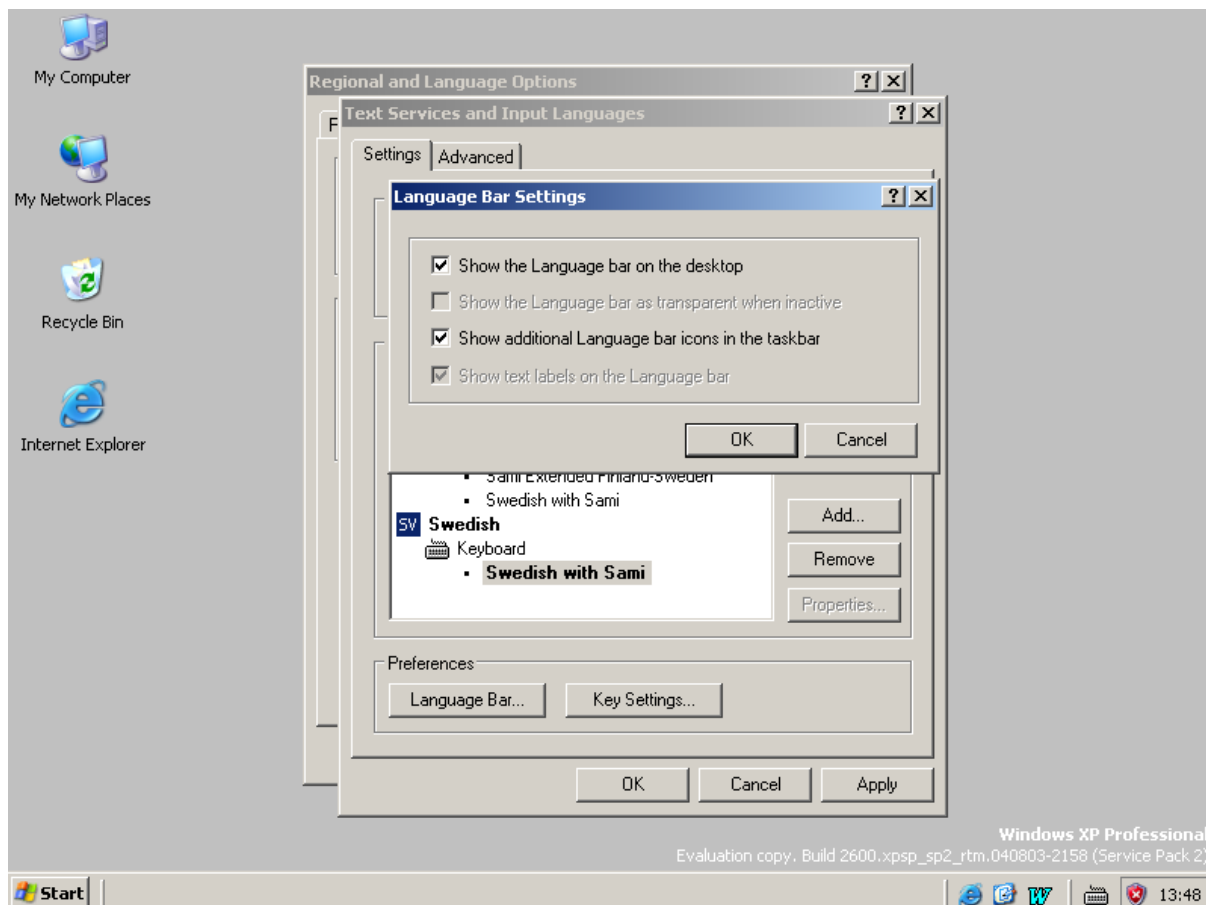 My Computer
My Network Places
Recycle Bin
Internet Explorer
Regional and Language Options
Text Services and Input Languages
Settings
Advanced
Language Bar Settings
Show the Language bar on the desktop
Show the Language bar as transparent when inactive
Show additional Language bar icons in the taskbar
Show text labels on the Language bar
OK
Cancel
Sami Extended Finland-Sweden
Swedish with Sami
SV Swedish
Keyboard
Swedish with Sami
Add...
Remove
Properties...
Preferences
Language Bar...
Key Settings...
OK
Cancel
Apply
Windows XP Professional
Evaluation copy. Build 2600.xpsp_sp2_rtm.040803-2158 (Service Pack 2)
Start
13:48